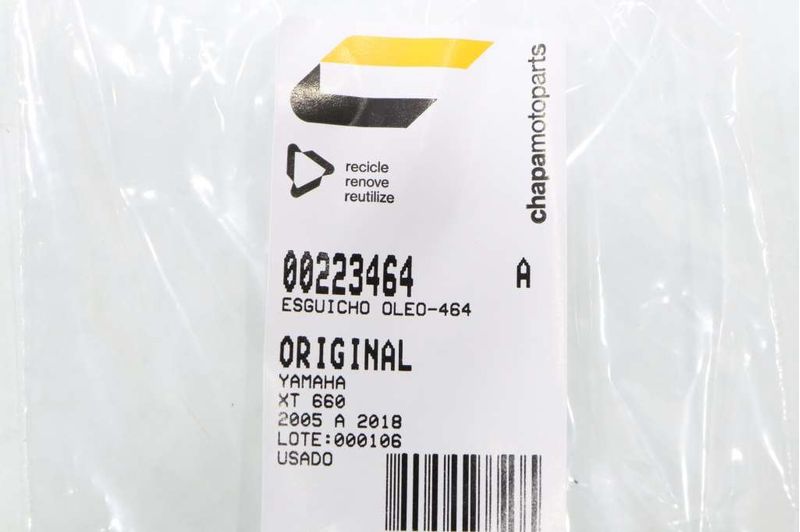 chapamotoparts
recicle
renove
reutilize
00223464 A
ESGUICHO OLEO-464
ORIGINAL
YAMAHA
XT 660
2005 A 2018
LOTE:000106
USADO